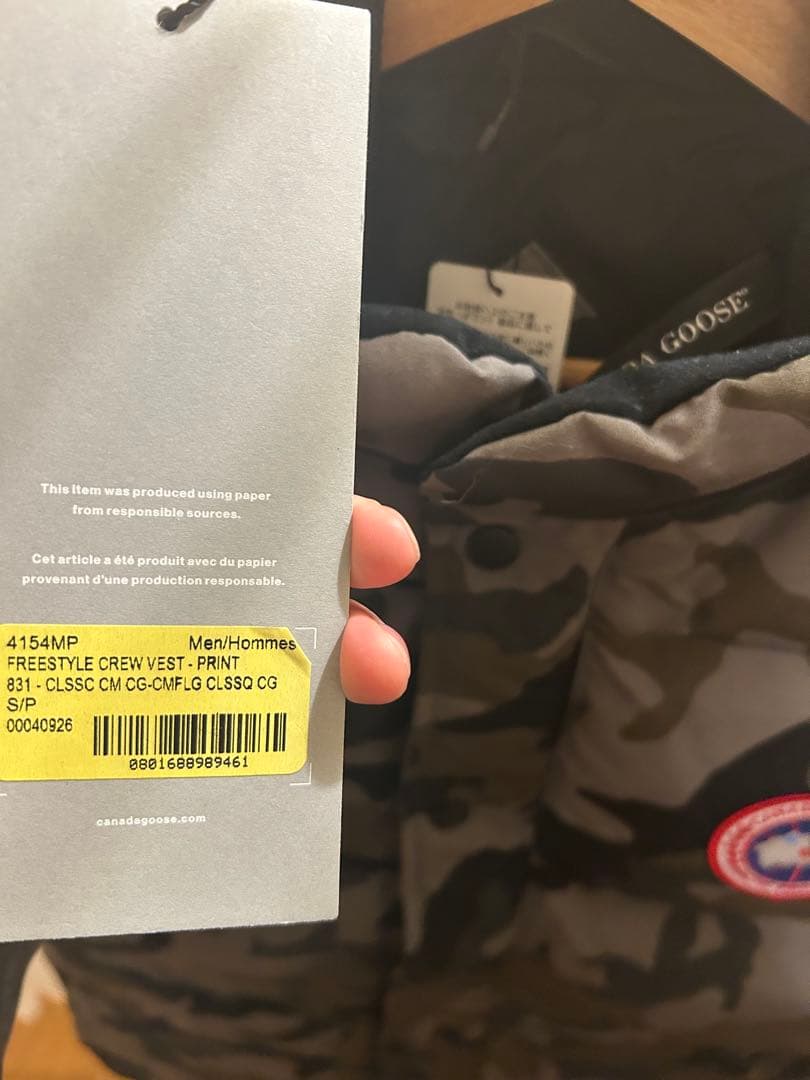 This item was produced using paper
from responsible sources.
Cet article a été produit avec du papier
provenant d'une production responsable.
4154MP Men/Hommes
FREESTYLE CREW VEST - PRINT
831 - CLSSC CM CG-CMFLG CLSSQ CG
S/P
00040926
0801688989461
canadagoose.com
GOOSE